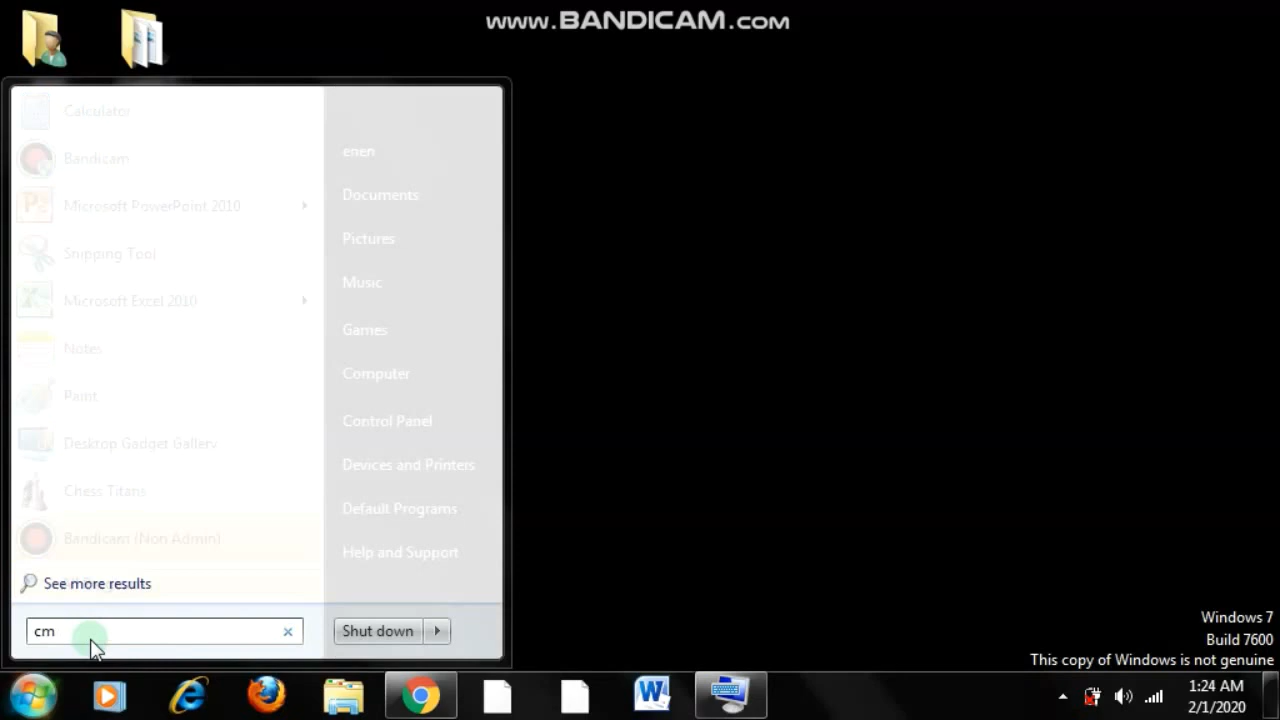 www.BANDICAM.com
Calculator
Bandicam
Microsoft PowerPoint 2010
Snipping Tool
Microsoft Excel 2010
Notes
Paint
Desktop Gadget Gallery
Chess Titans
Bandicam (Non Admin)
See more results
cm
enen
Documents
Pictures
Music
Games
Computer
Control Panel
Devices and Printers
Default Programs
Help and Support
Shut down
Windows 7
Build 7600
This copy of Windows is not genuine
1:24 AM
2/1/2020